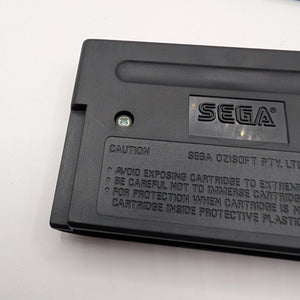 SEGA
CAUTION SEGA OZISOFT PTY. LTD
• AVOID EXPOSING CARTRIDGE TO EXTREM
• BE CAREFUL NOT TO IMMERSE CARTRIDG
• FOR PROTECTION WHEN CARTRIDGE IS N
CARTRIDGE INSIDE PROTECTIVE PLASTI